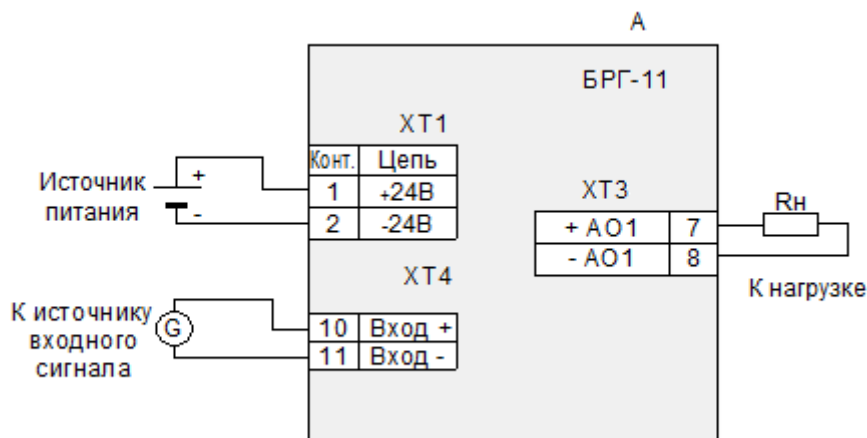 А
БРГ-11
ХТ1
Конт. Цепь
1 +24В
2 -24В
+
-
Источник
питания
ХТ3
+ АО1 7
- АО1 8
Rн
К нагрузке
ХТ4
10 Вход +
11 Вход -
К источнику
входного
сигнала
G